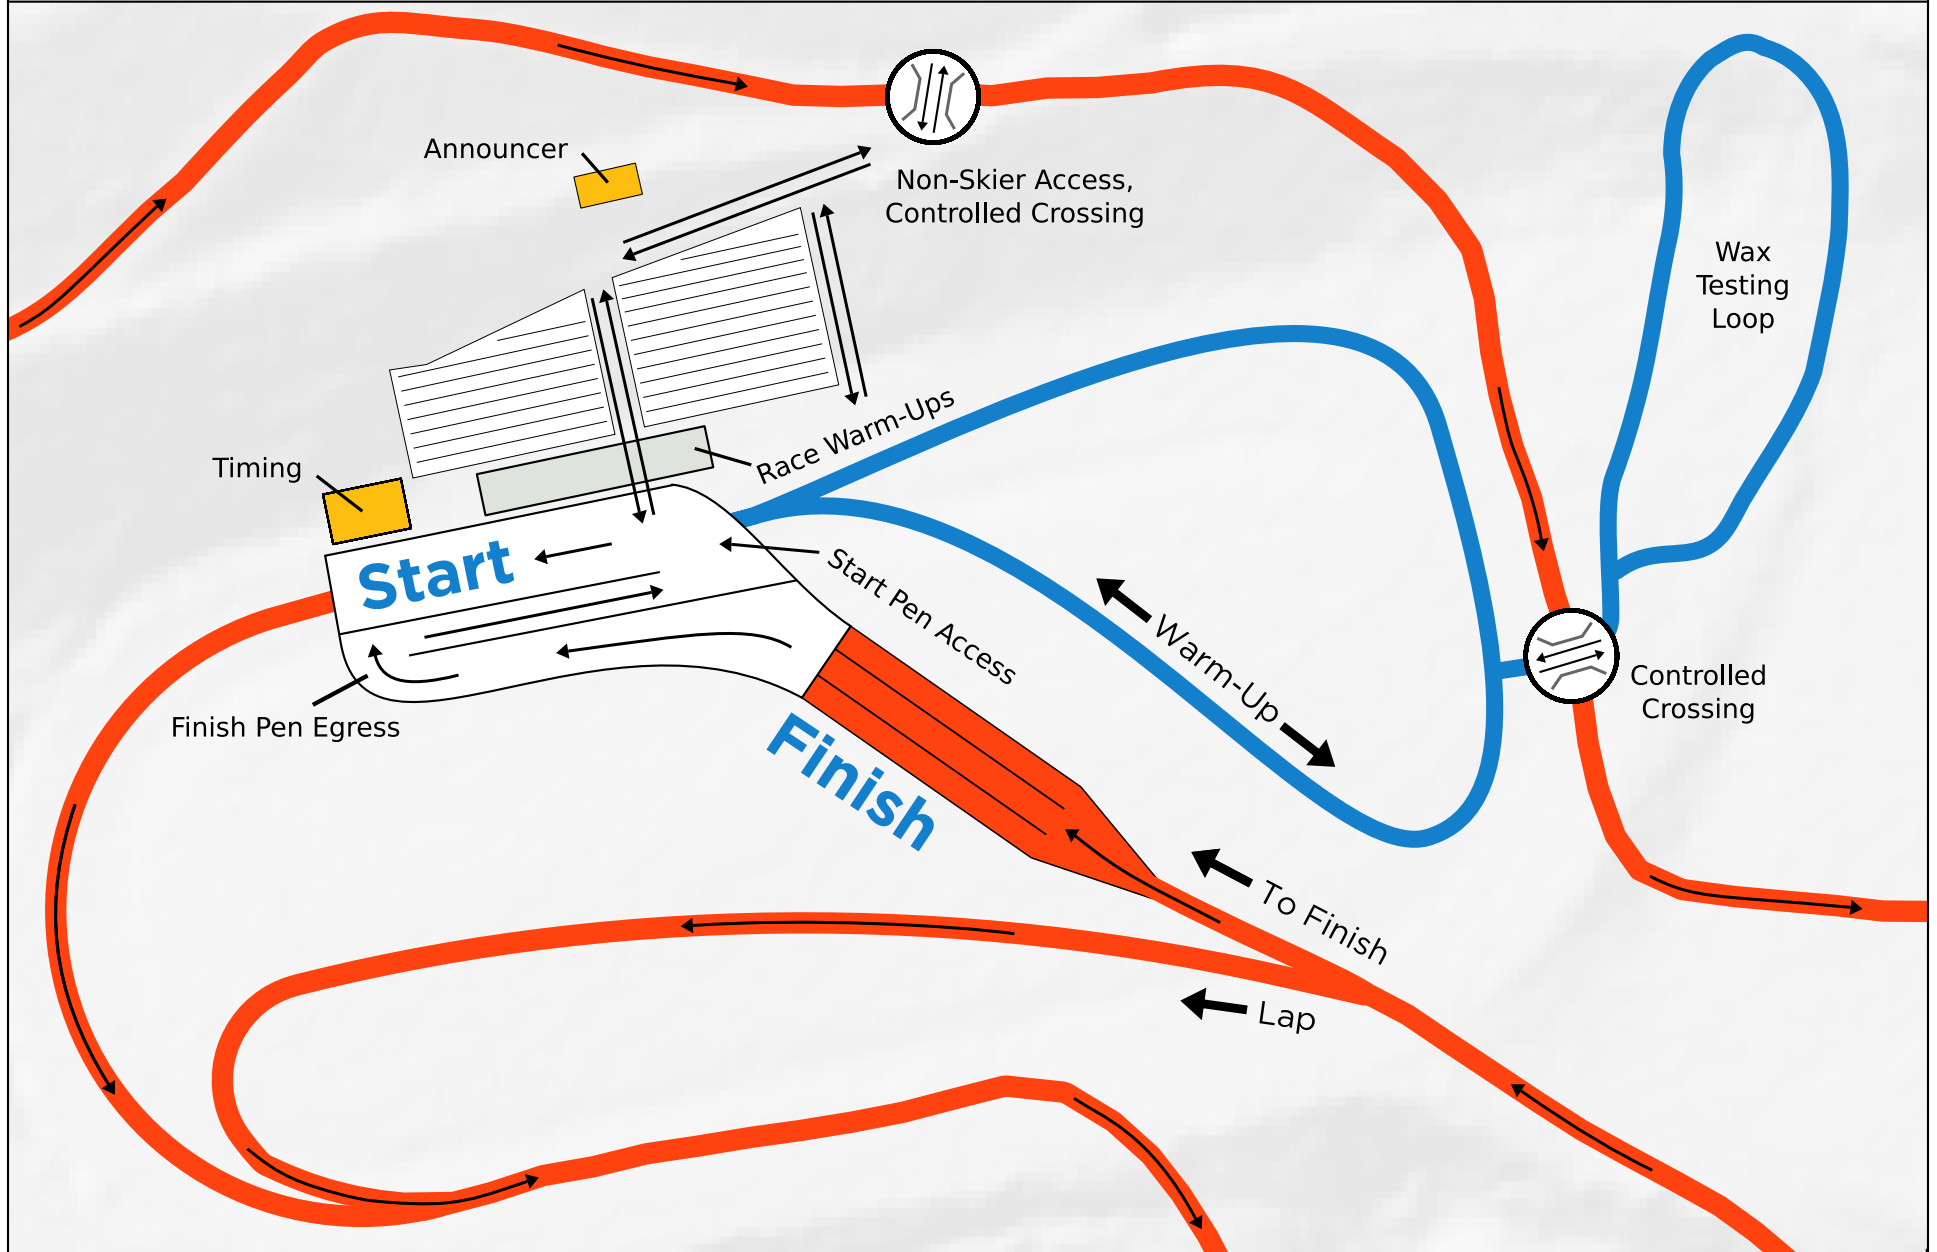 Announcer
Non-Skier Access,
Controlled Crossing
Wax
Testing
Loop
Race Warm-Ups
Timing
Start
Start Pen Access
Warm-Up
Controlled
Crossing
Finish Pen Egress
Finish
To Finish
Lap